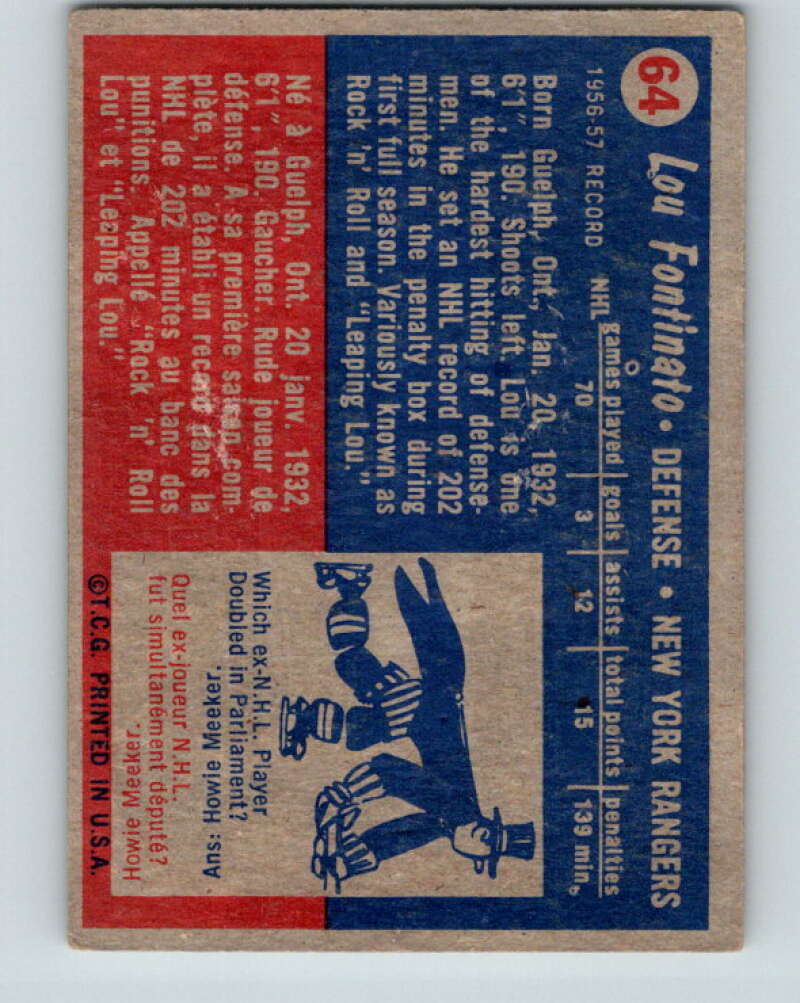 64 Lou Fontinato • DEFENSE • NEW YORK RANGERS
1956-57 RECORD
games played goals assists total points penalties
NHL 70 3 12 15 139 min.
Born Guelph, Ont., Jan. 20, 1932,
6'1", 190. Shoots left. Lou is one
of the hardest hitting of defense-
men. He set an NHL record of 202
minutes in the penalty box during
first full season. Variously known as
Rock 'n' Roll and "Leaping Lou."
Né à Guelph, Ont. 20 janv. 1932,
6'1", 190. Gaucher. Rude joueur de
défense. A sa première saison com-
plète, il a établi un record dans la
NHL de 202 minutes au banc des
punitions. Appellé "Rock 'n' Roll
Lou" et "Leaping Lou."
Which ex-N.H.L. Player
Doubled in Parliament?
Ans: Howie Meeker.
Quel ex-joueur N.H.L.
fut simultanément député?
Howie Meeker.
©T.C.G. PRINTED IN U.S.A.